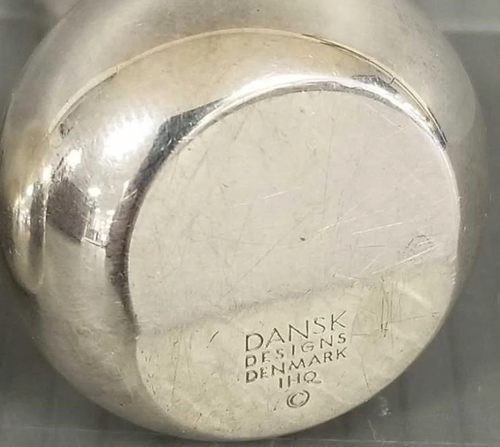 DANSK
DESIGNS
DENMARK
IHQ
©